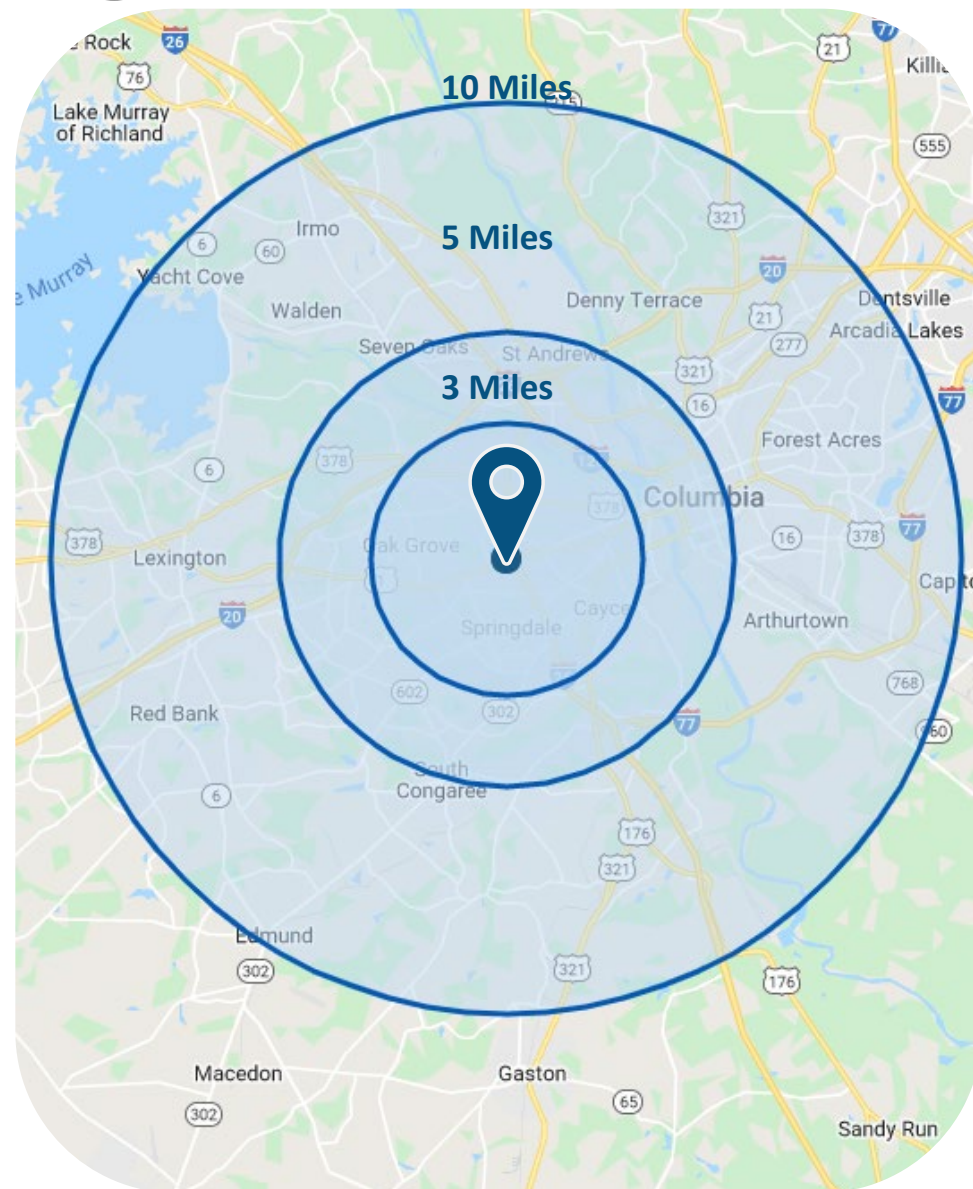 Rock
26
76
21
77
Killi
10 Miles
215
Lake Murray
of Richland
555
321
Irmo
6
60
5 Miles
20
Murray
Yacht Cove
Walden
Denny Terrace
21
Dentsville
277
Arcadia Lakes
Seven Oaks
St Andrews
321
3 Miles
16
77
378
6
Forest Acres
Columbia
378
378
16
378
77
Lexington
Oak Grove
1
Capit
20
Cayce
Springdale
Arthurtown
602
302
768
Red Bank
77
960
South
Congaree
6
176
321
Edmund
302
321
176
Macedon
Gaston
302
65
Sandy Run